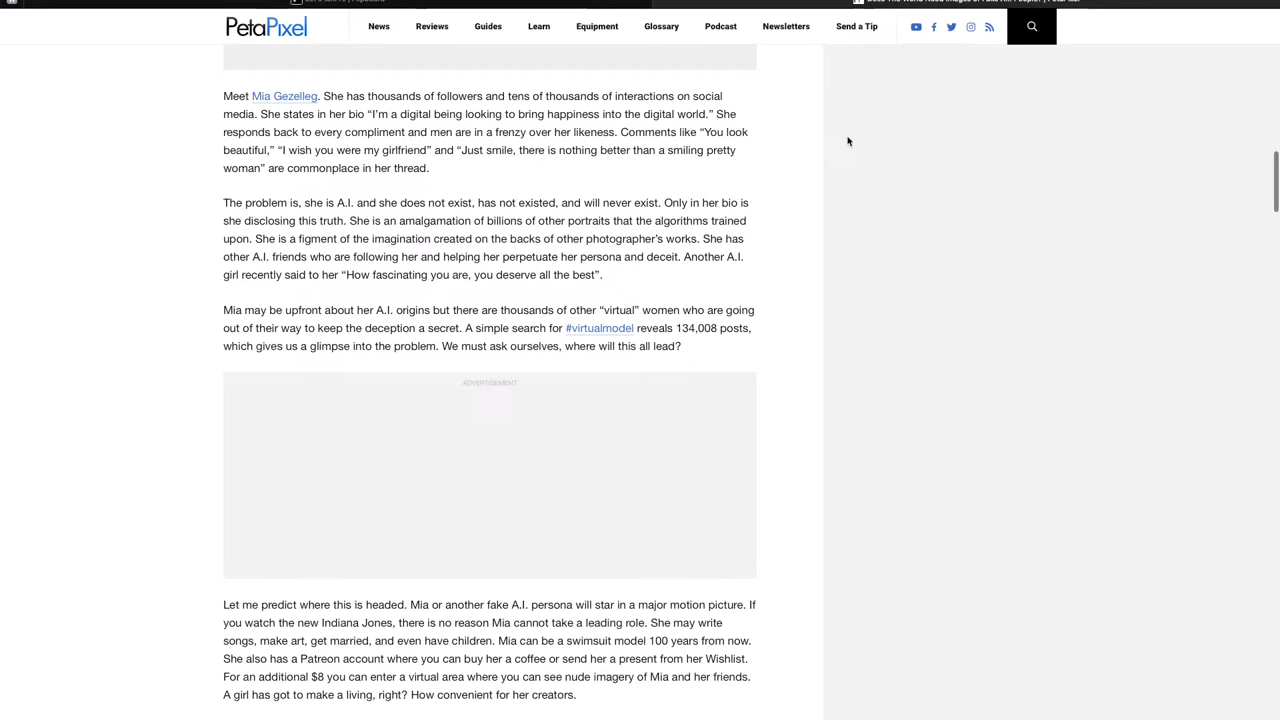 PetaPixel
News Reviews Guides Learn Equipment Glossary Podcast Newsletters Send a Tip
Meet Mia Gezelleg. She has thousands of followers and tens of thousands of interactions on social
media. She states in her bio “I’m a digital being looking to bring happiness into the digital world.” She
responds back to every compliment and men are in a frenzy over her likeness. Comments like “You look
beautiful,” “I wish you were my girlfriend” and “Just smile, there is nothing better than a smiling pretty
woman” are commonplace in her thread.
The problem is, she is A.I. and she does not exist, has not existed, and will never exist. Only in her bio is
she disclosing this truth. She is an amalgamation of billions of other portraits that the algorithms trained
upon. She is a figment of the imagination created on the backs of other photographer’s works. She has
other A.I. friends who are following her and helping her perpetuate her persona and deceit. Another A.I.
girl recently said to her “How fascinating you are, you deserve all the best”.
Mia may be upfront about her A.I. origins but there are thousands of other “virtual” women who are going
out of their way to keep the deception a secret. A simple search for #virtualmodel reveals 134,008 posts,
which gives us a glimpse into the problem. We must ask ourselves, where will this all lead?
ADVERTISEMENT
Let me predict where this is headed. Mia or another fake A.I. persona will star in a major motion picture. If
you watch the new Indiana Jones, there is no reason Mia cannot take a leading role. She may write
songs, make art, get married, and even have children. Mia can be a swimsuit model 100 years from now.
She also has a Patreon account where you can buy her a coffee or send her a present from her Wishlist.
For an additional $8 you can enter a virtual area where you can see nude imagery of Mia and her friends.
A girl has got to make a living, right? How convenient for her creators.